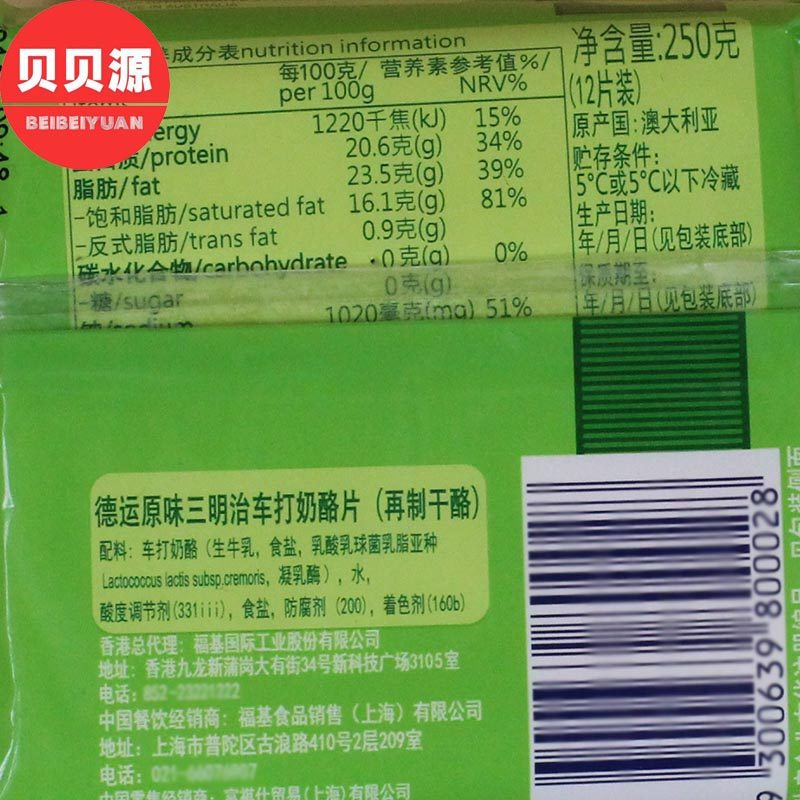 贝贝源
BEIBEIYUAN
成分表nutrition information
每100克/ 营养素参考值%/
per 100g NRV%
1220千焦(kJ) 15%
/protein 20.6克(g) 34%
脂肪/fat 23.5克(g) 39%
-饱和脂肪/saturated fat 16.1克(g) 81%
-反式脂肪/trans fat 0.9克(g)
碳水化合物/carbohydrate 0克(g) 0%
-糖/sugar 0克(g)
钠/sodium 1020毫克(mg) 51%
净含量:250克
(12片装)
原产国:澳大利亚
贮存条件:
5°C或5°C以下冷藏
生产日期:
年/月/日(见包装底部)
保质期至:
年/月/日(见包装底部)
德运原味三明治车打奶酪片（再制干酪）
配料: 车打奶酪（生牛乳, 食盐, 乳酸乳球菌乳脂亚种
Lactococcus lactis subsp.cremoris, 凝乳酶）, 水,
酸度调节剂(331iii), 食盐, 防腐剂 (200), 着色剂(160b)
香港总代理: 福基国际工业股份有限公司
地址: 香港九龙新蒲岗大有街34号新科技广场3105室
电话:
中国餐饮经销商: 福基食品销售（上海）有限公司
地址: 上海市普陀区古浪路410号2层209室
电话:
9 300639 800028